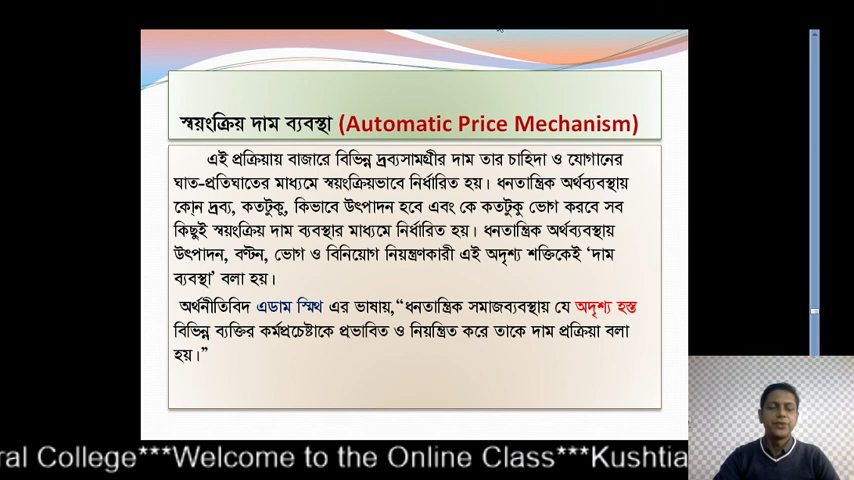 স্বয়ংক্রিয় দাম ব্যবস্থা (Automatic Price Mechanism)
এই প্রক্রিয়ায় বাজারে বিভিন্ন দ্রব্যসামগ্রীর দাম তার চাহিদা ও যোগানের
ঘাত-প্রতিঘাতের মাধ্যমে স্বয়ংক্রিয়ভাবে নির্ধারিত হয়। ধনতান্ত্রিক অর্থব্যবস্থায়
কোন দ্রব্য, কতটুকু, কিভাবে উৎপাদন হবে এবং কে কতটুকু ভোগ করবে সব
কিছুই স্বয়ংক্রিয় দাম ব্যবস্থার মাধ্যমে নির্ধারিত হয়। ধনতান্ত্রিক অর্থব্যবস্থায়
উৎপাদন, বণ্টন, ভোগ ও বিনিয়োগ নিয়ন্ত্রণকারী এই অদৃশ্য শক্তিকেই ‘দাম
ব্যবস্থা’ বলা হয়।
অর্থনীতিবিদ এডাম স্মিথ এর ভাষায়,“ধনতান্ত্রিক সমাজব্যবস্থায় যে অদৃশ্য হস্ত
বিভিন্ন ব্যক্তির কর্মপ্রচেষ্টাকে প্রভাবিত ও নিয়ন্ত্রিত করে তাকে দাম প্রক্রিয়া বলা
হয়।”
ral College***Welcome to the Online Class***Kushtia